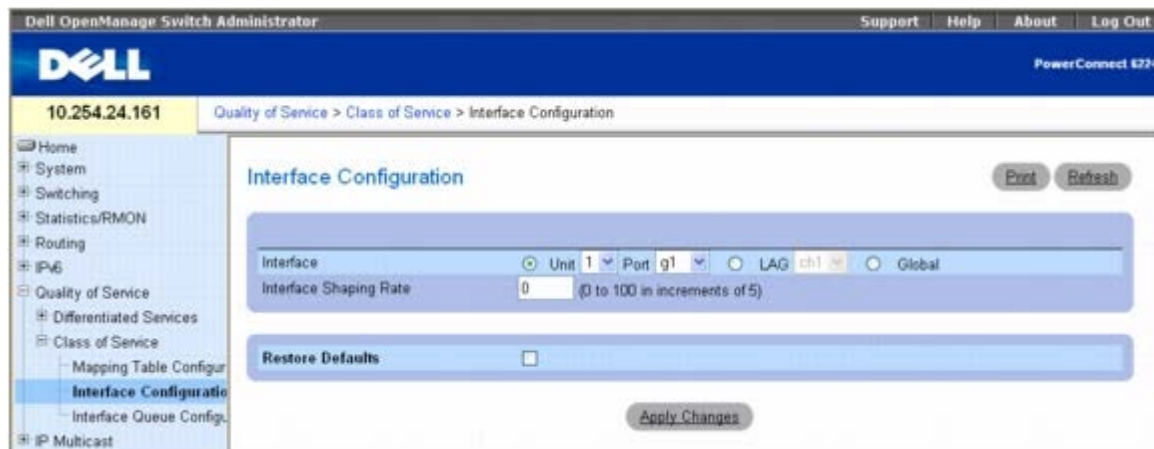 Dell OpenManage Switch Administrator
Support Help About Log Out
DELL
PowerConnect 6224
10.254.24.161
Quality of Service > Class of Service > Interface Configuration
Home
System
Switching
Statistics/RMON
Routing
IPv6
Quality of Service
Differentiated Services
Class of Service
Mapping Table Configur
Interface Configuratio
Interface Queue Configu
IP Multicast
Interface Configuration
Print Refresh
Interface Unit 1 Port g1 LAG ch1 Global
Interface Shaping Rate 0 (0 to 100 in increments of 5)
Restore Defaults
Apply Changes